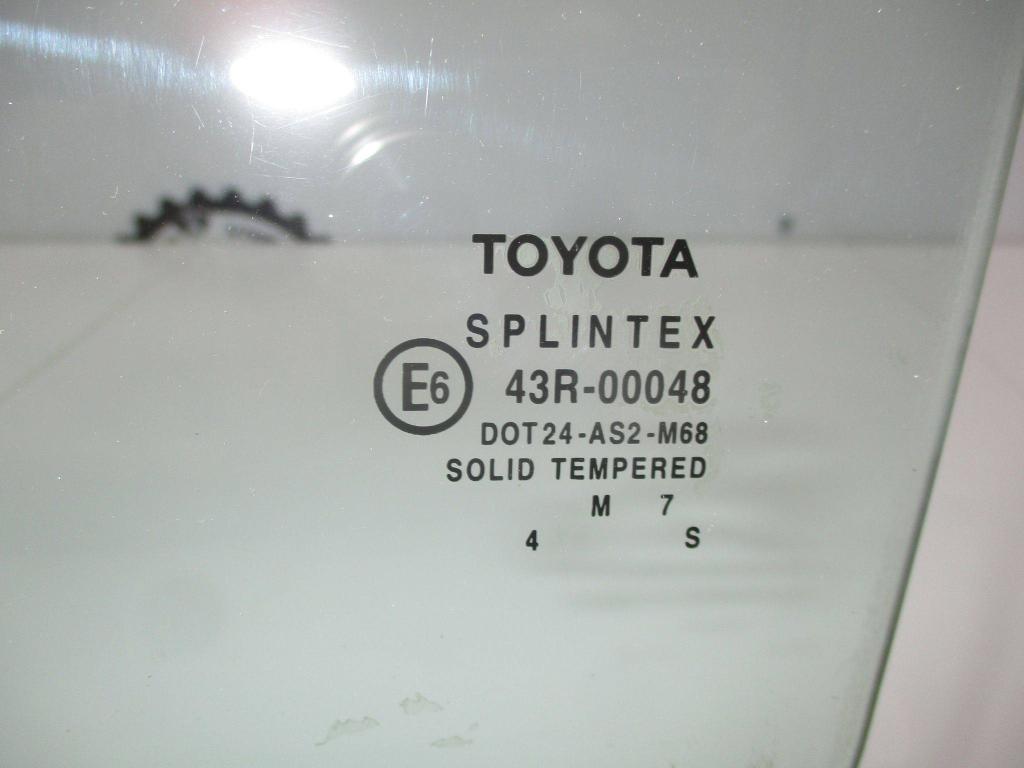 TOYOTA
SPLINTEX
E6 43R-00048
DOT24-AS2-M68
SOLID TEMPERED
M 7
4 S